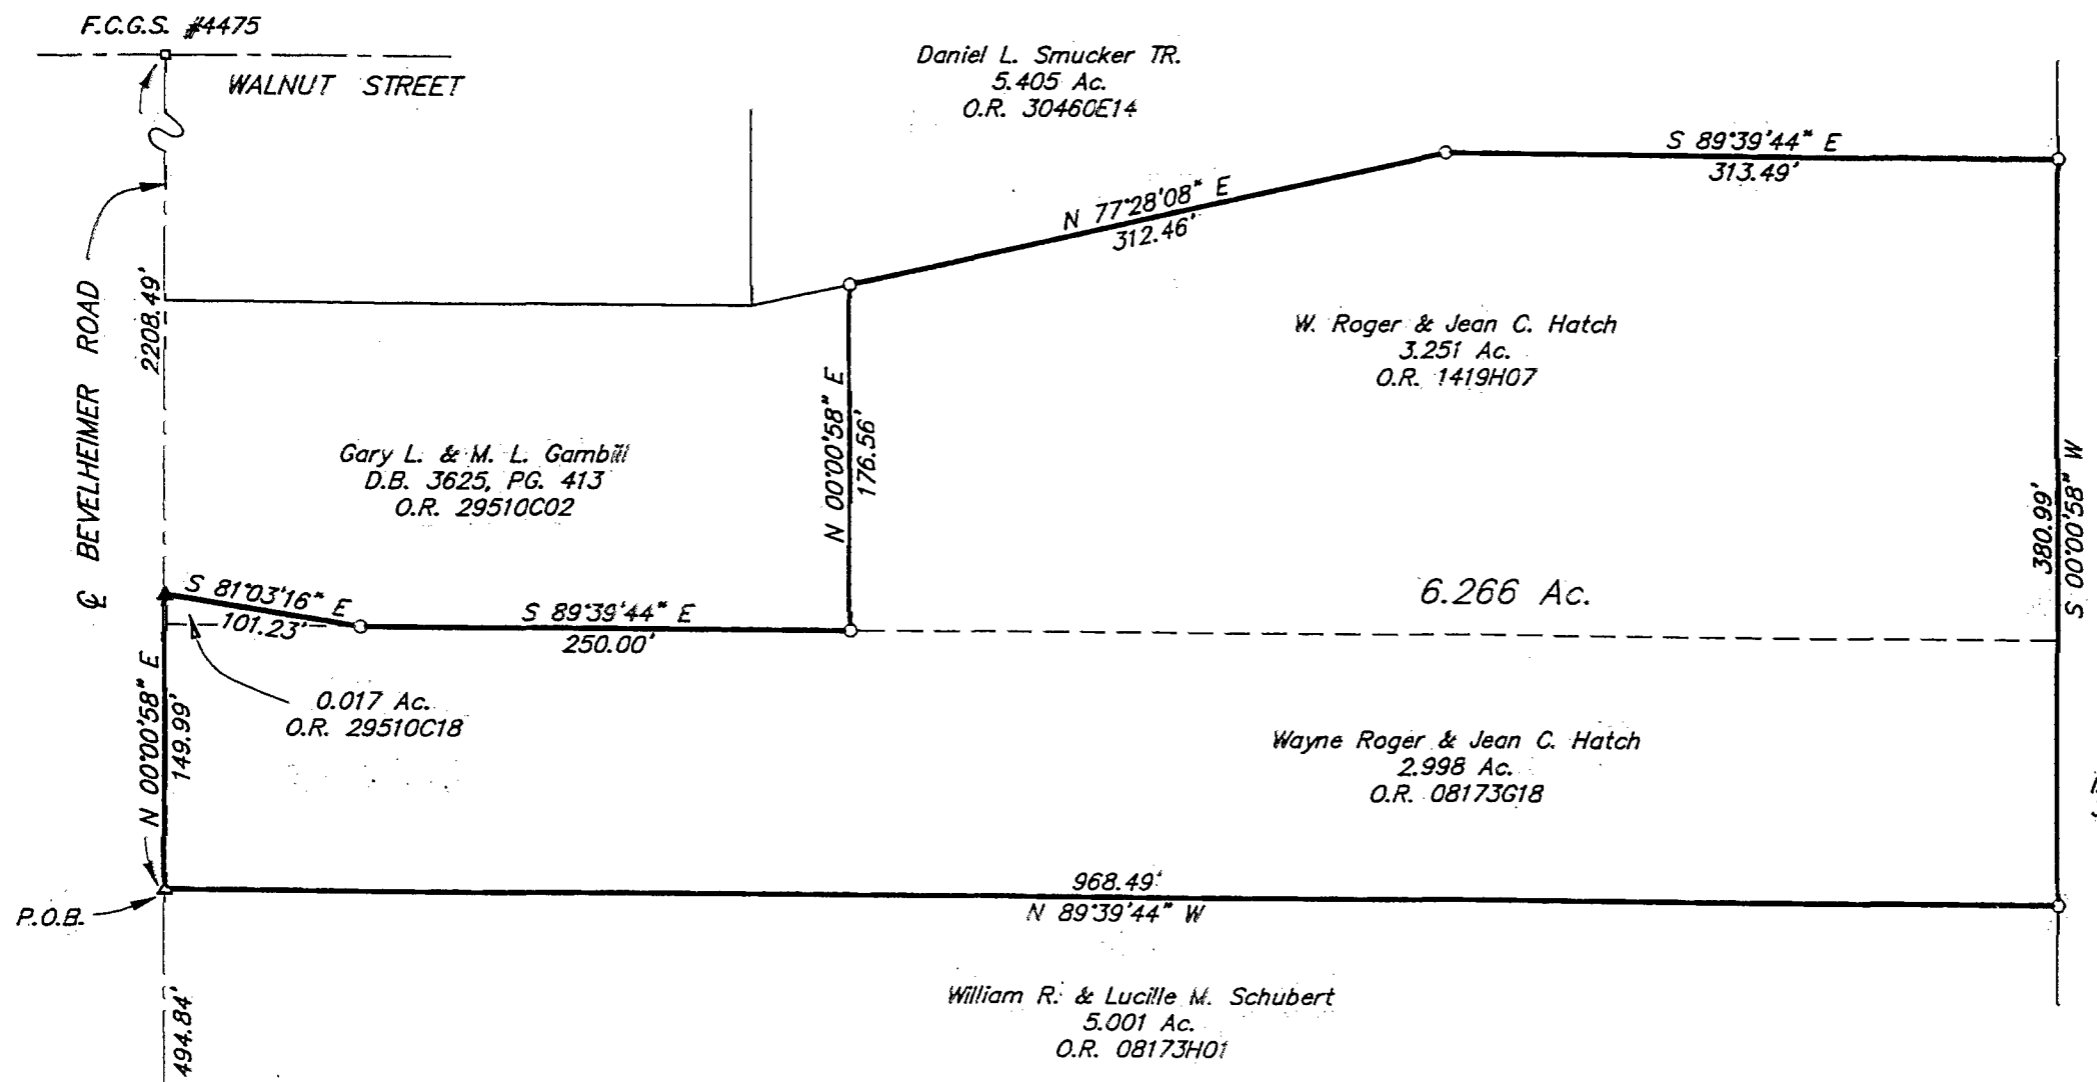 F.C.G.S. #4475
WALNUT STREET
Daniel L. Smucker TR.
5.405 Ac.
O.R. 30460E14
S 89°39'44" E
313.49'
N 77°28'08" E
312.46'
℄ BEVELHEIMER ROAD
2208.49'
W. Roger & Jean C. Hatch
3.251 Ac.
O.R. 1419H07
N 00°00'58" E
176.56'
Gary L. & M. L. Gambill
D.B. 3625, PG. 413
O.R. 29510C02
380.99'
S 00°00'58" W
S 81°03'16" E
101.23'
S 89°39'44" E
250.00'
6.266 Ac.
N 00°00'58" E
149.99'
0.017 Ac.
O.R. 29510C18
Wayne Roger & Jean C. Hatch
2.998 Ac.
O.R. 08173G18
968.49'
N 89°39'44" W
P.O.B.
William R. & Lucille M. Schubert
5.001 Ac.
O.R. 08173H01
494.84'